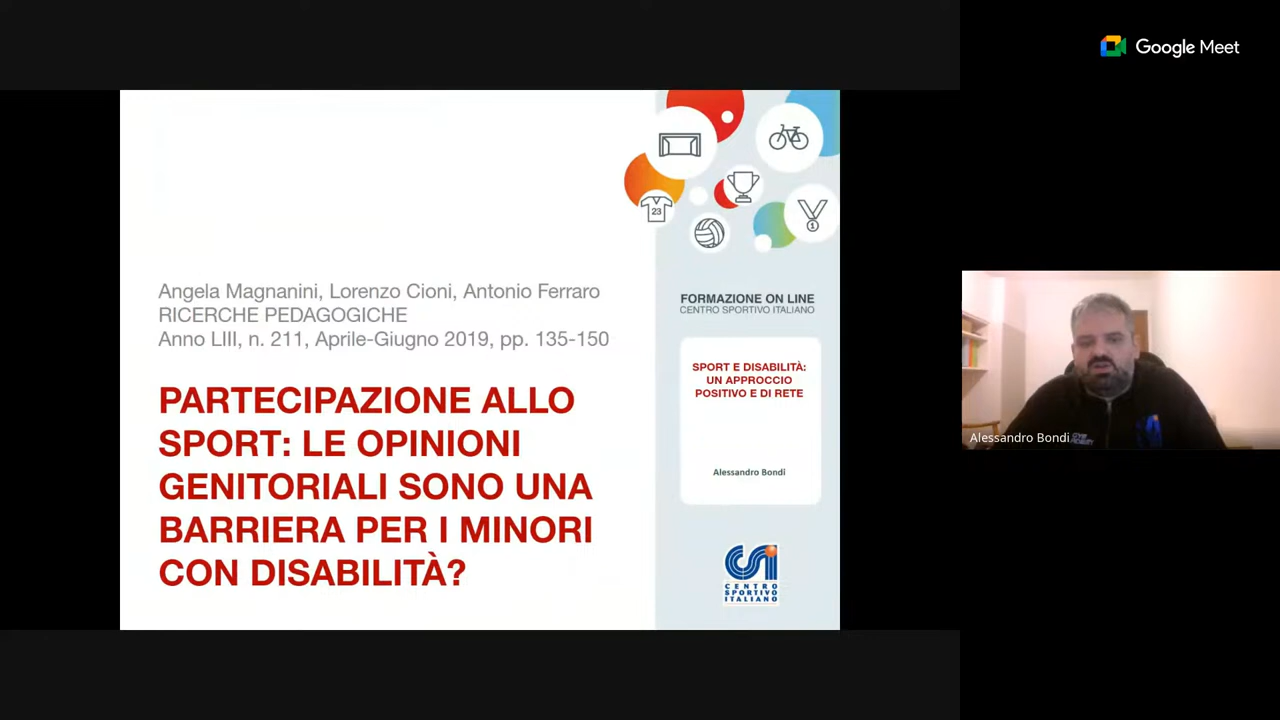 Google Meet
23
1
Angela Magnanini, Lorenzo Cioni, Antonio Ferraro
RICERCHE PEDAGOGICHE
Anno LIII, n. 211, Aprile-Giugno 2019, pp. 135-150
PARTECIPAZIONE ALLO
SPORT: LE OPINIONI
GENITORIALI SONO UNA
BARRIERA PER I MINORI
CON DISABILITÀ?
FORMAZIONE ON LINE
CENTRO SPORTIVO ITALIANO
SPORT E DISABILITÀ:
UN APPROCCIO
POSITIVO E DI RETE
Alessandro Bondi
CSI
CENTRO
SPORTIVO
ITALIANO
Alessandro Bondi